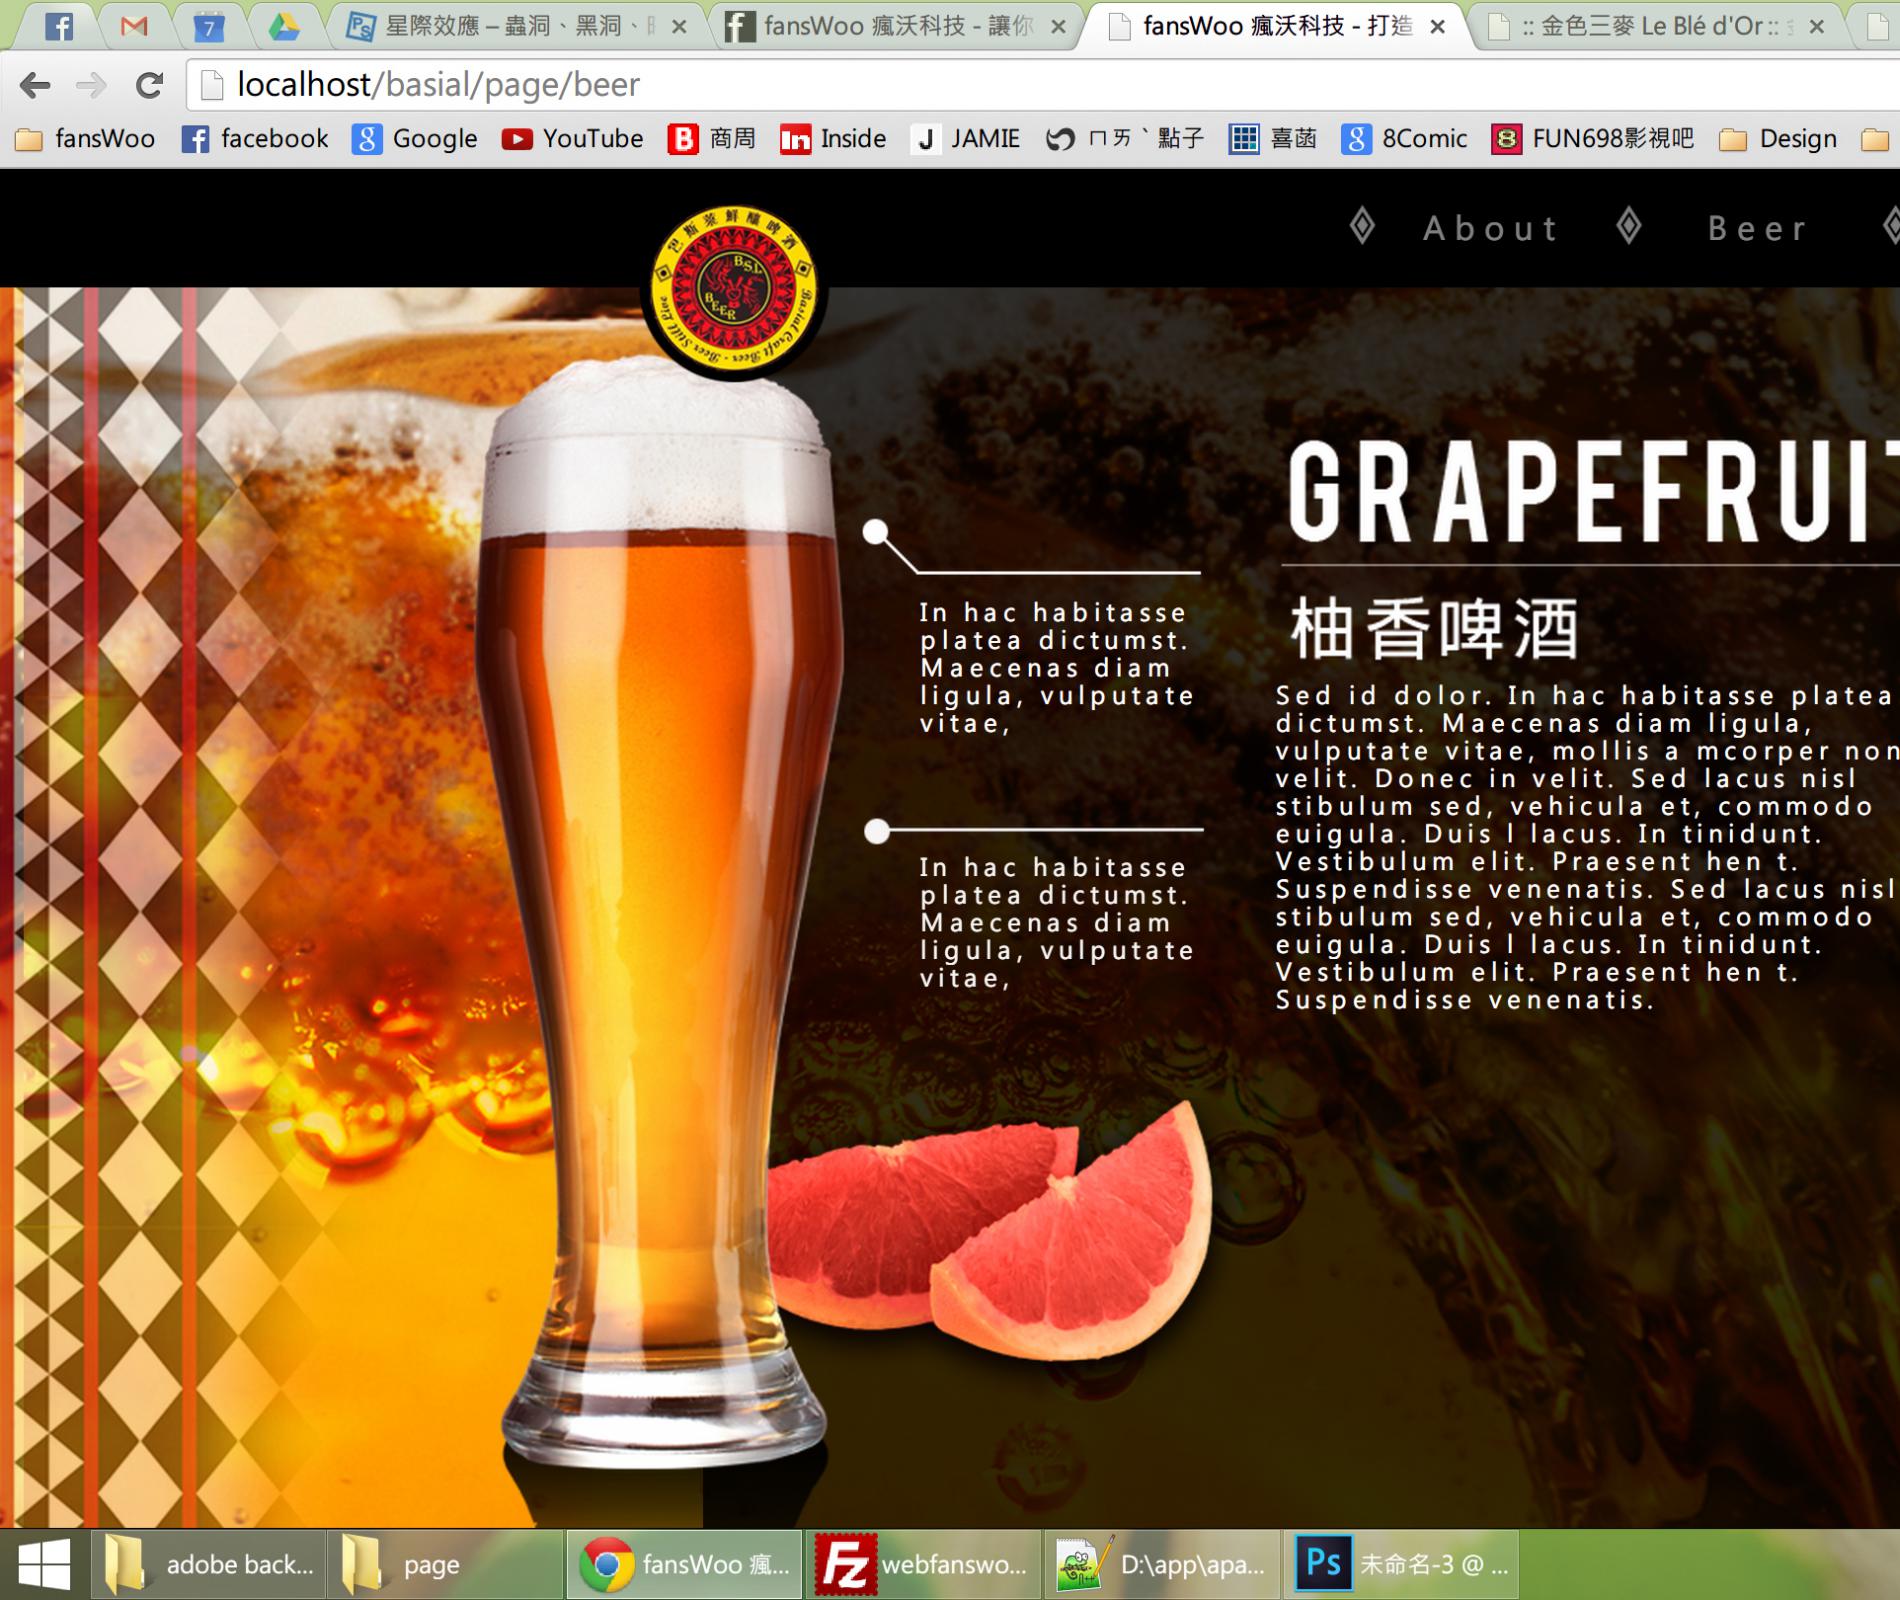 7
星際效應 – 蟲洞、黑洞、
fansWoo 瘋沃科技 - 讓你
fansWoo 瘋沃科技 - 打造
:: 金色三麥 Le Blé d'Or ::
localhost/basial/page/beer
fansWoo facebook Google YouTube 商周 Inside JAMIE ㄇㄞˋ點子 喜菡 8Comic FUN698影視吧 Design
About Beer
巴斯萊鮮釀啤酒
B.S.L
BEER
Basial Craft Beer - Beer Still Live
GRAPEFRUIT
柚香啤酒
In hac habitasse
platea dictumst.
Maecenas diam
ligula, vulputate
vitae,
In hac habitasse
platea dictumst.
Maecenas diam
ligula, vulputate
vitae,
Sed id dolor. In hac habitasse platea
dictumst. Maecenas diam ligula,
vulputate vitae, mollis a mcorper non
velit. Donec in velit. Sed lacus nisl
stibulum sed, vehicula et, commodo
euigula. Duis l lacus. In tinidunt.
Vestibulum elit. Praesent hen t.
Suspendisse venenatis. Sed lacus nisl
stibulum sed, vehicula et, commodo
euigula. Duis l lacus. In tinidunt.
Vestibulum elit. Praesent hen t.
Suspendisse venenatis.
adobe back... page fansWoo 瘋... webfanswo... D:\app\apa... Ps 未命名-3 @ ...